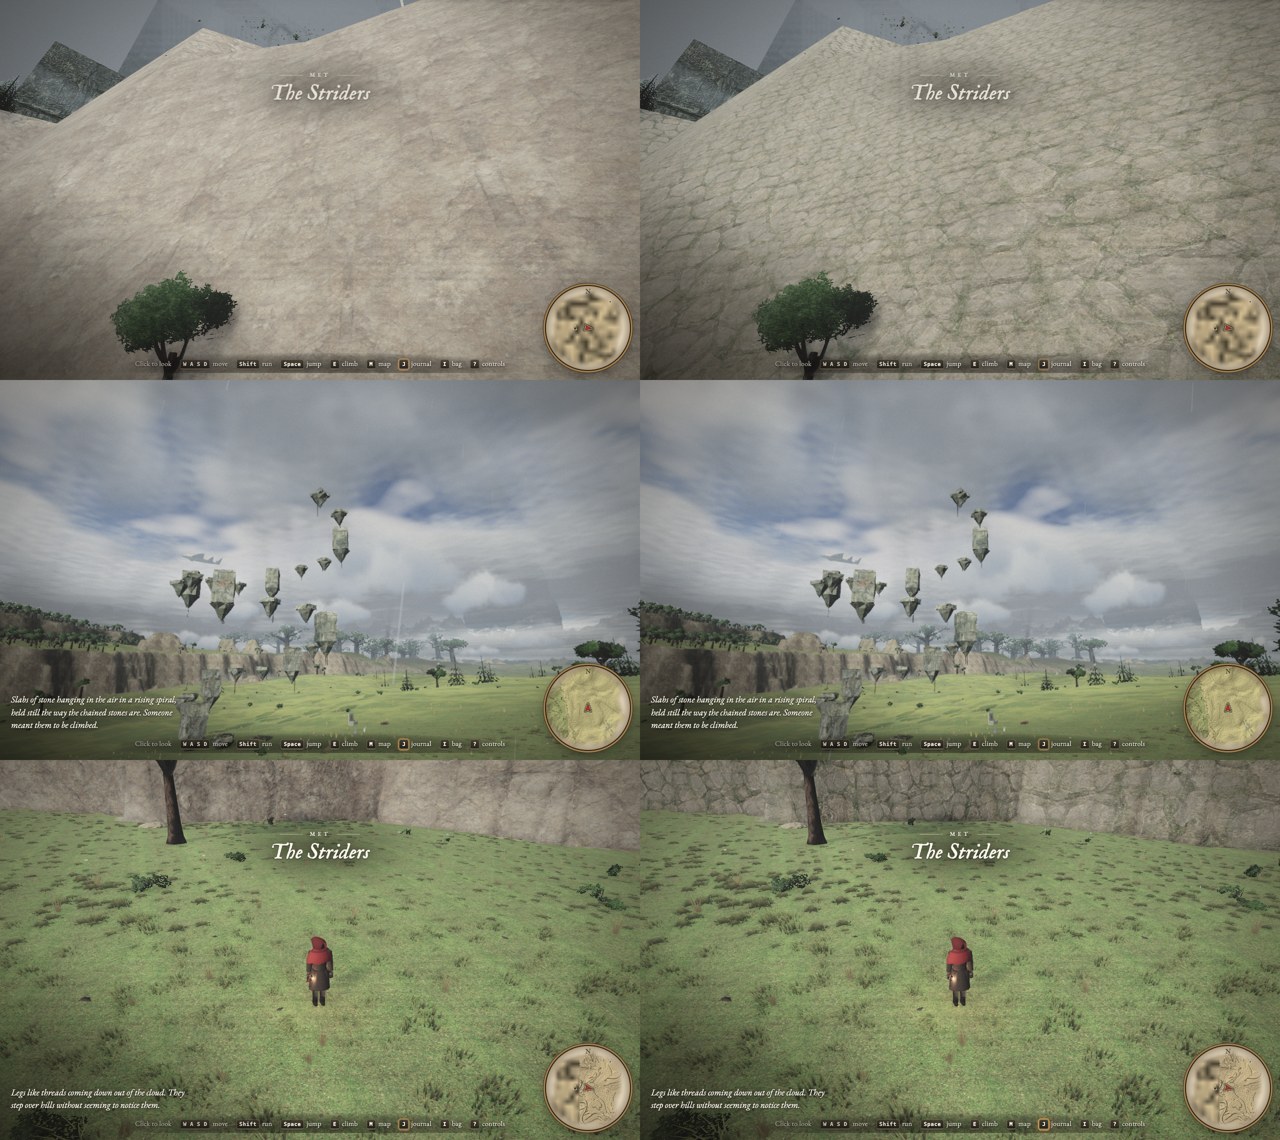 MET
The Striders
Click to look W A S D move Shift run Space jump E climb M map J journal I bag ? controls
MET
The Striders
Click to look W A S D move Shift run Space jump E climb M map J journal I bag ? controls
Slabs of stone hanging in the air in a rising spiral,
held still the way the chained stones are. Someone
meant them to be climbed.
Click to look W A S D move Shift run Space jump E climb M map J journal I bag ? controls
Slabs of stone hanging in the air in a rising spiral,
held still the way the chained stones are. Someone
meant them to be climbed.
Click to look W A S D move Shift run Space jump E climb M map J journal I bag ? controls
MET
The Striders
Legs like threads coming down out of the cloud. They
step over hills without seeming to notice them.
Click to look W A S D move Shift run Space jump E climb M map J journal I bag ? controls
MET
The Striders
Legs like threads coming down out of the cloud. They
step over hills without seeming to notice them.
Click to look W A S D move Shift run Space jump E climb M map J journal I bag ? controls